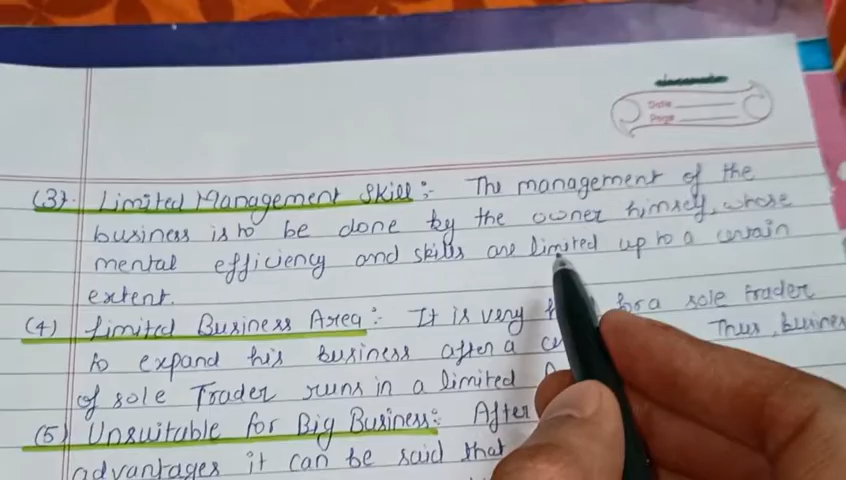 Date
Page
(3). Limited Management Skill:- The management of the
business is to be done by the owner himself, whose
mental efficiency and skills are limited up to a certain
extent.
(4) Limited Business Area:- It is very for a sole trader
to expand his business after a Thus, busines
of sole Trader runs in a limited
(5) Unsuitable for Big Business:- After
advantages it can be said that